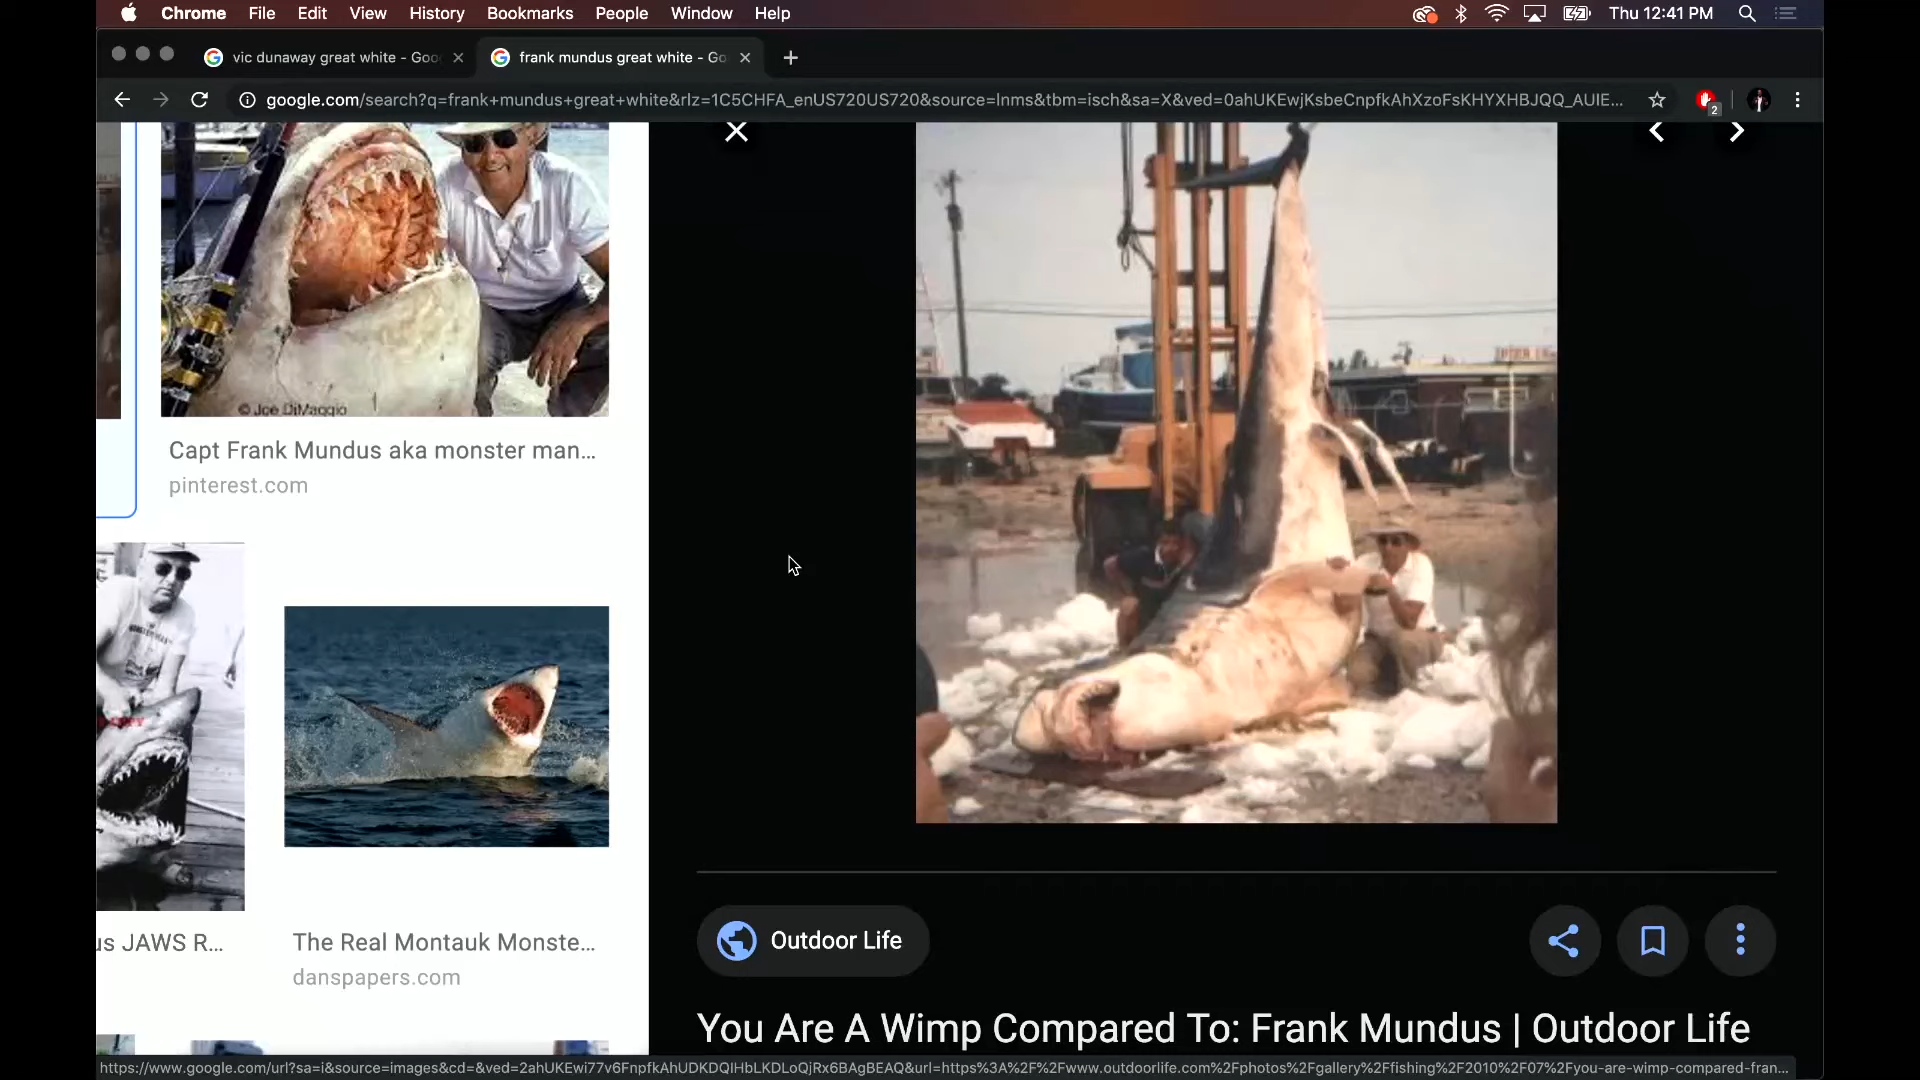 Chrome File Edit View History Bookmarks People Window Help Thu 12:41 PM
vic dunaway great white - Goo
frank mundus great white - Go
google.com/search?q=frank+mundus+great+white&rlz=1C5CHFA_enUS720US720&source=lnms&tbm=isch&sa=X&ved=0ahUKEwjKsbeCnpfkAhXzoFsKHYXHBJQQ_AUIE...
2
© Joe DiMaggio
Capt Frank Mundus aka monster man...
pinterest.com
us JAWS R...
The Real Montauk Monste...
danspapers.com
Outdoor Life
You Are A Wimp Compared To: Frank Mundus | Outdoor Life
https://www.google.com/url?sa=i&source=images&cd=&ved=2ahUKEwi77v6FnpfkAhUDKDQIHbLKDLoQjRx6BAgBEAQ&url=https%3A%2F%2Fwww.outdoorlife.com%2Fphotos%2Fgallery%2Ffishing%2F2010%2F07%2Fyou-are-wimp-compared-fran...